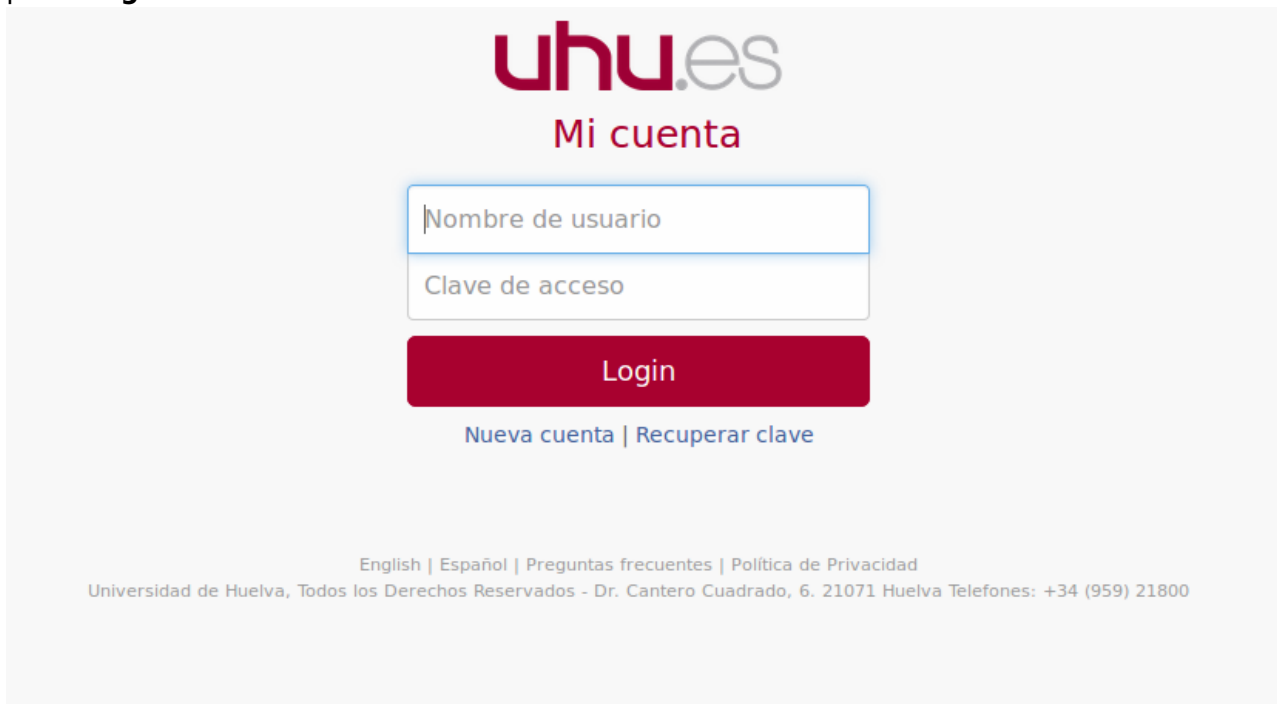 uhu.es
Mi cuenta
Nombre de usuario
Clave de acceso
Login
Nueva cuenta | Recuperar clave
English | Español | Preguntas frecuentes | Política de Privacidad
Universidad de Huelva, Todos los Derechos Reservados - Dr. Cantero Cuadrado, 6. 21071 Huelva Telefones: +34 (959) 21800